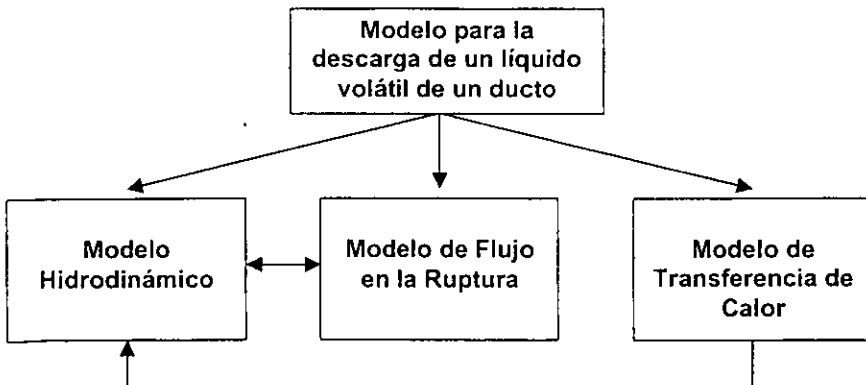 Modelo para la
descarga de un líquido
volátil de un ducto
Modelo
Hidrodinámico
Modelo de Flujo
en la Ruptura
Modelo de
Transferencia de
Calor